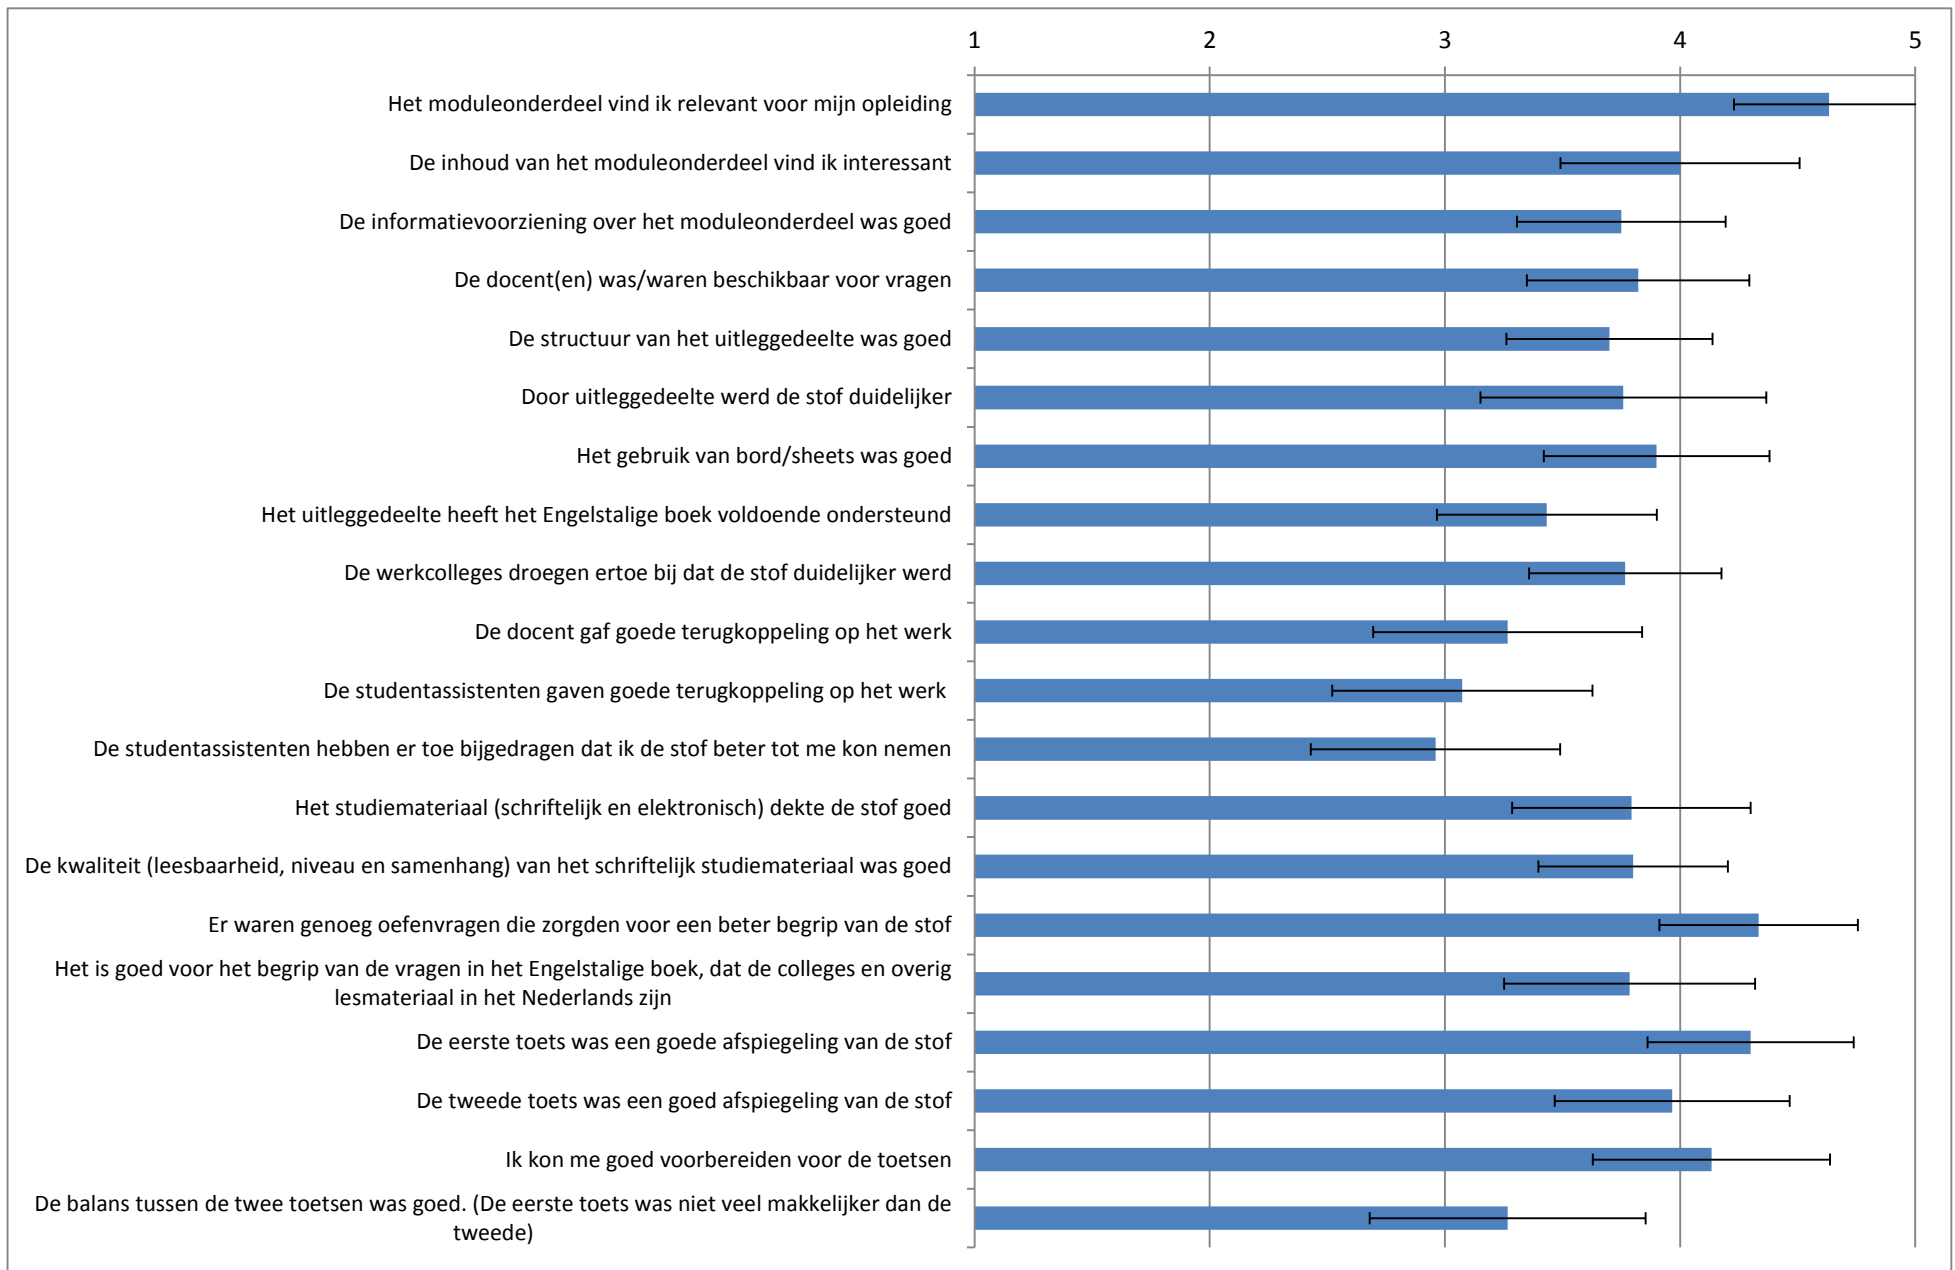 1 2 3 4 5
Het moduleonderdeel vind ik relevant voor mijn opleiding
De inhoud van het moduleonderdeel vind ik interessant
De informatievoorziening over het moduleonderdeel was goed
De docent(en) was/waren beschikbaar voor vragen
De structuur van het uitleggedeelte was goed
Door uitleggedeelte werd de stof duidelijker
Het gebruik van bord/sheets was goed
Het uitleggedeelte heeft het Engelstalige boek voldoende ondersteund
De werkcolleges droegen ertoe bij dat de stof duidelijker werd
De docent gaf goede terugkoppeling op het werk
De studentassistenten gaven goede terugkoppeling op het werk
De studentassistenten hebben er toe bijgedragen dat ik de stof beter tot me kon nemen
Het studiemateriaal (schriftelijk en elektronisch) dekte de stof goed
De kwaliteit (leesbaarheid, niveau en samenhang) van het schriftelijk studiemateriaal was goed
Er waren genoeg oefenvragen die zorgden voor een beter begrip van de stof
Het is goed voor het begrip van de vragen in het Engelstalige boek, dat de colleges en overig
lesmateriaal in het Nederlands zijn
De eerste toets was een goede afspiegeling van de stof
De tweede toets was een goed afspiegeling van de stof
Ik kon me goed voorbereiden voor de toetsen
De balans tussen de twee toetsen was goed. (De eerste toets was niet veel makkelijker dan de
tweede)